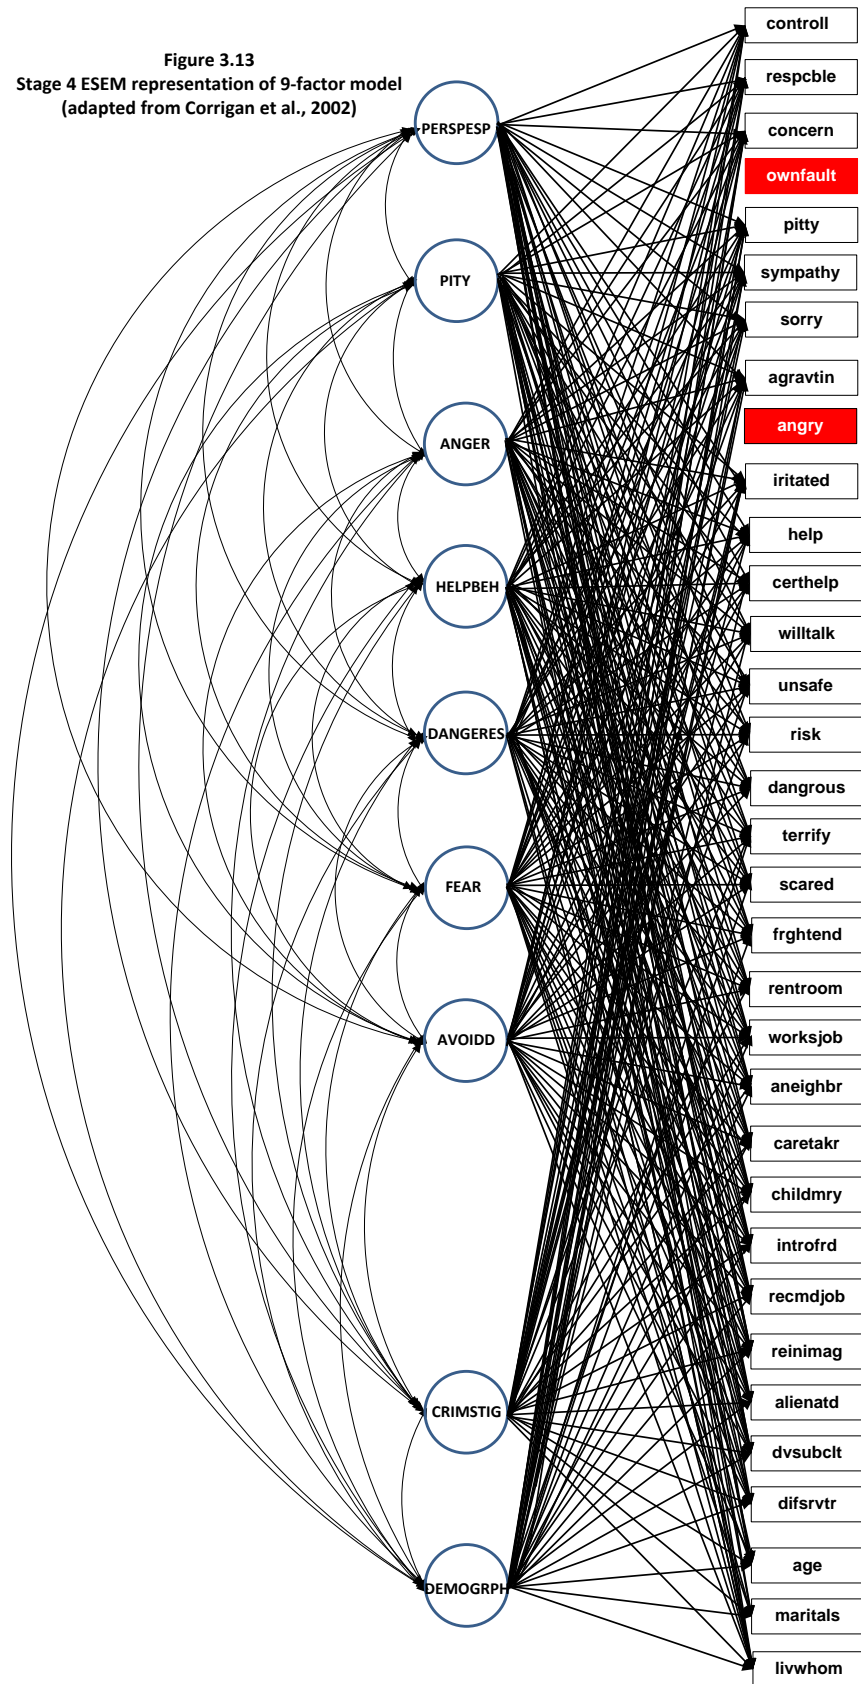 Figure 3.13
Stage 4 ESEM representation of 9-factor model
(adapted from Corrigan et al., 2002)
PERSPESP
PITY
ANGER
HELPBEH
DANGERES
FEAR
AVOIDD
CRIMSTIG
DEMOGRPH
controll
respcble
concern
ownfault
pitty
sympathy
sorry
agravtin
angry
iritated
help
certhelp
willtalk
unsafe
risk
dangrous
terrify
scared
frghtend
rentroom
worksjob
aneighbr
caretakr
childmry
introfrd
recmdjob
reinimag
alienatd
dvsubclt
difsrvtr
age
maritals
livwhom